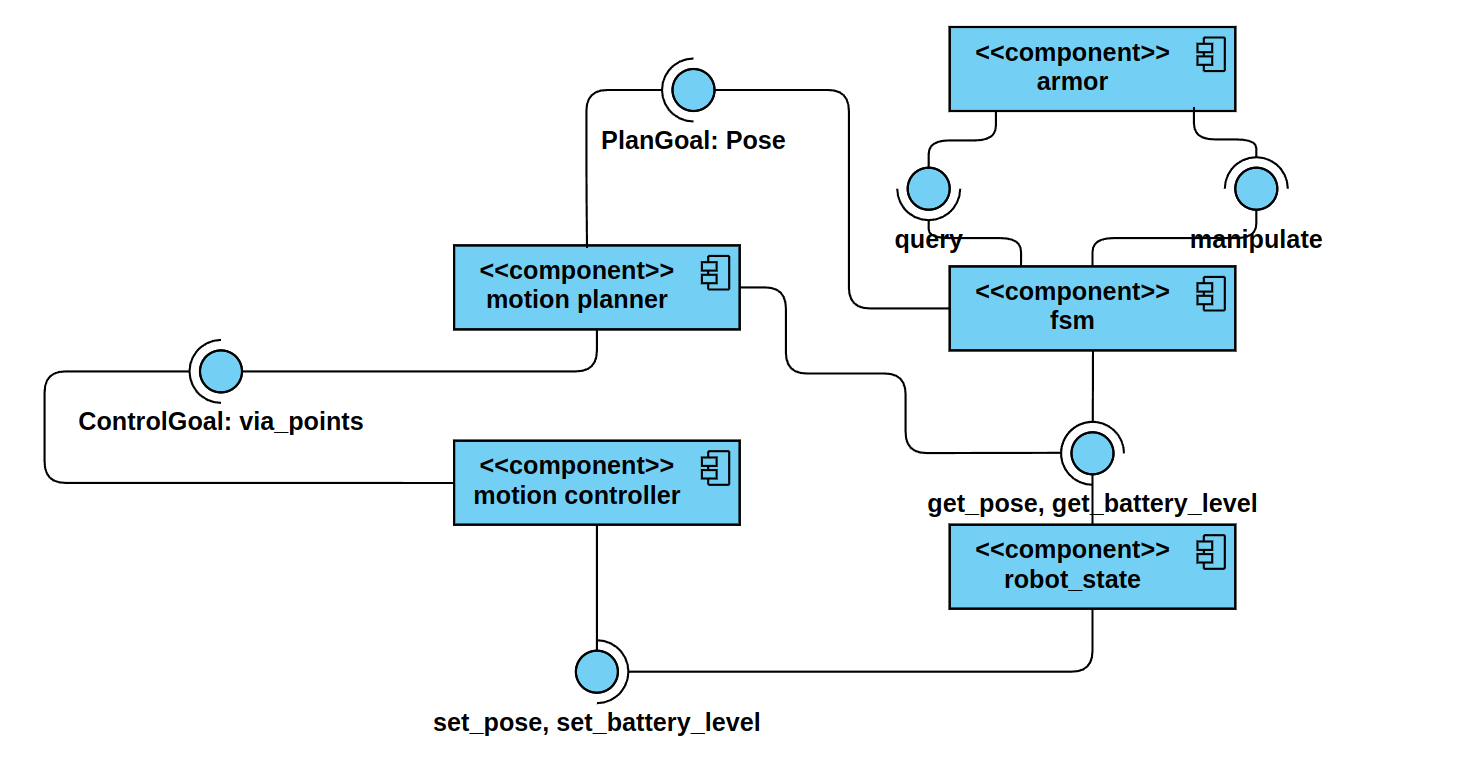 <<component>>
armor
PlanGoal: Pose
query
manipulate
<<component>>
motion planner
<<component>>
fsm
ControlGoal: via_points
<<component>>
motion controller
get_pose, get_battery_level
<<component>>
robot_state
set_pose, set_battery_level